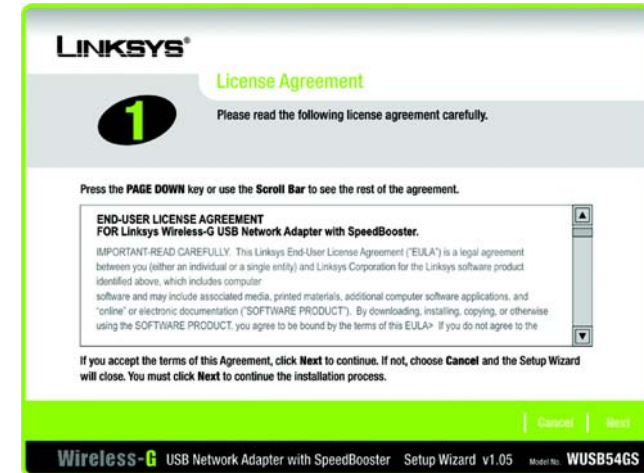 LINKSYS®
License Agreement
1
Please read the following license agreement carefully.
Press the PAGE DOWN key or use the Scroll Bar to see the rest of the agreement.
END-USER LICENSE AGREEMENT
FOR Linksys Wireless-G USB Network Adapter with SpeedBooster.
IMPORTANT-READ CAREFULLY. This Linksys End-User License Agreement ("EULA") is a legal agreement
between you (either an individual or a single entity) and Linksys Corporation for the Linksys software product
identified above, which includes computer
software and may include associated media, printed materials, additional computer software applications, and
"online" or electronic documentation ("SOFTWARE PRODUCT"). By downloading, installing, copying, or otherwise
using the SOFTWARE PRODUCT, you agree to be bound by the terms of this EULA> If you do not agree to the
If you accept the terms of this Agreement, click Next to continue. If not, choose Cancel and the Setup Wizard
will close. You must click Next to continue the installation process.
Cancel Next
Wireless-G USB Network Adapter with SpeedBooster Setup Wizard v1.05 Model No. WUSB54GS